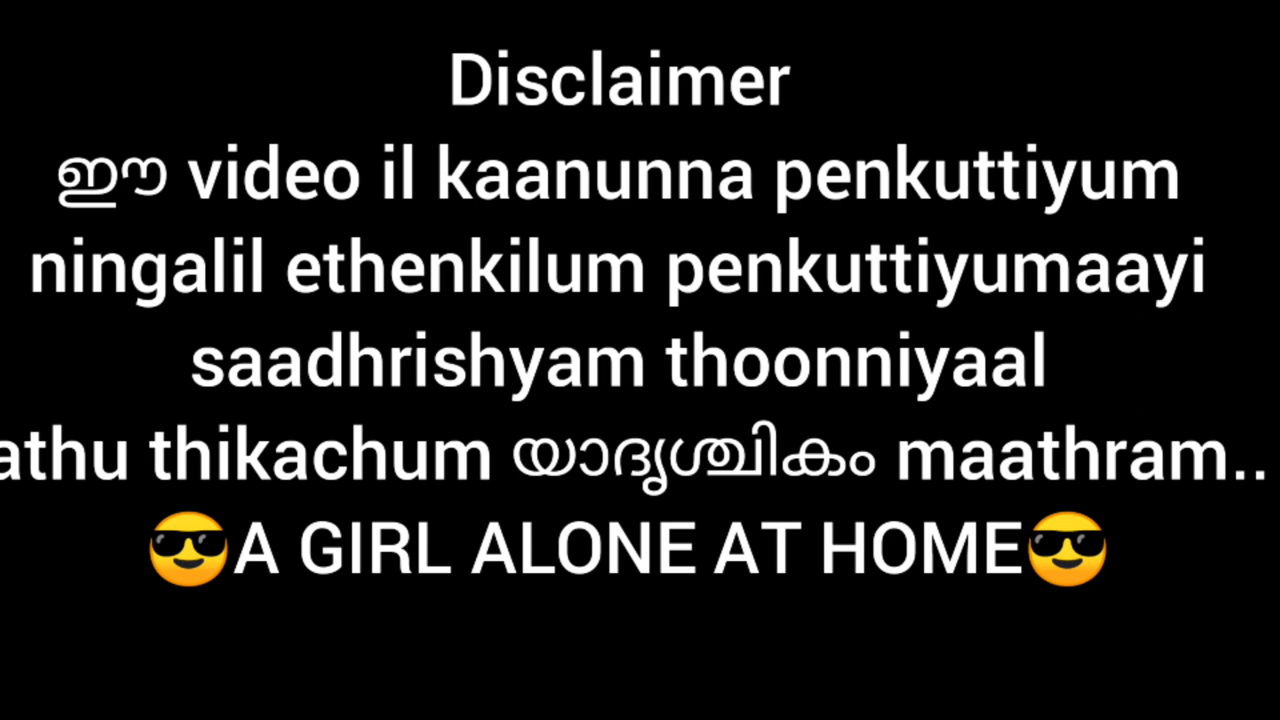 Disclaimer
ഈ video il kaanunna penkuttiyum
ningalil ethenkilum penkuttiyumaayi
saadhrishyam thoonniyaal
athu thikachum യാദൃശ്ചികം maathram..
😎A GIRL ALONE AT HOME😎